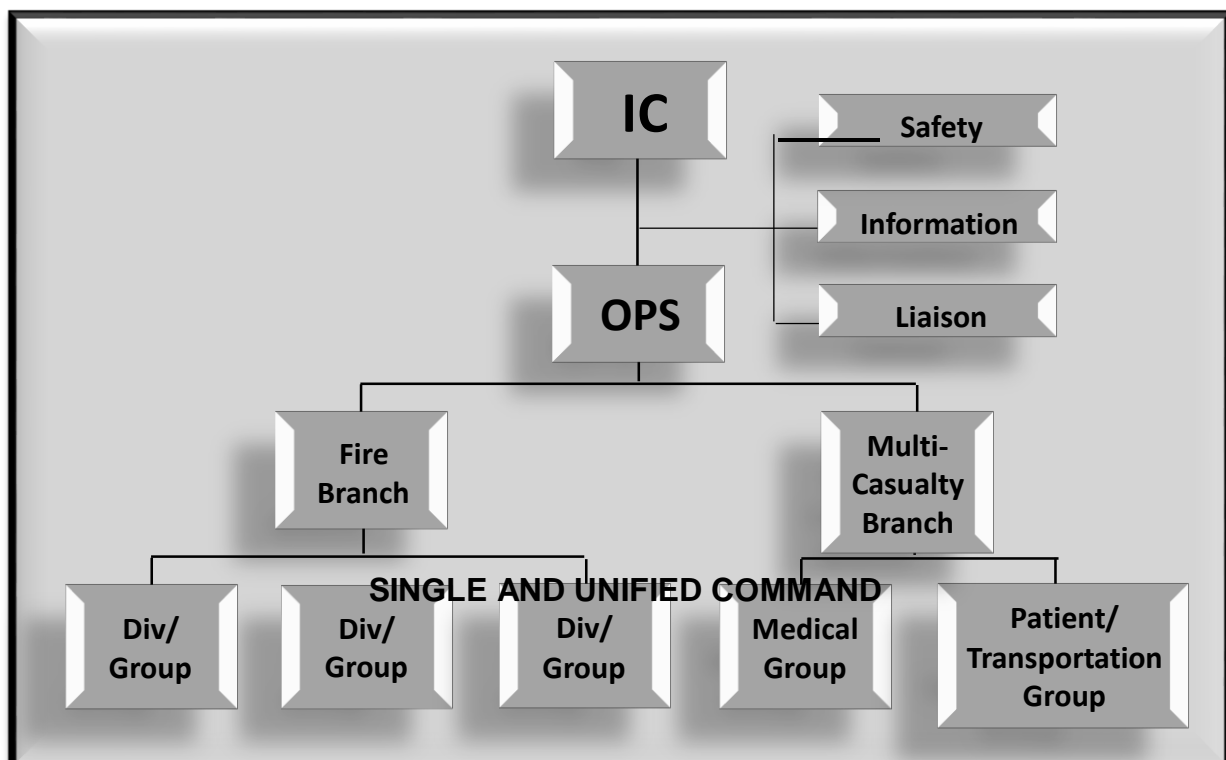 IC
Safety
Information
OPS
Liaison
Fire
Branch
Multi-
Casualty
Branch
SINGLE AND UNIFIED COMMAND
Div/
Group
Div/
Group
Div/
Group
Medical
Group
Patient/
Transportation
Group